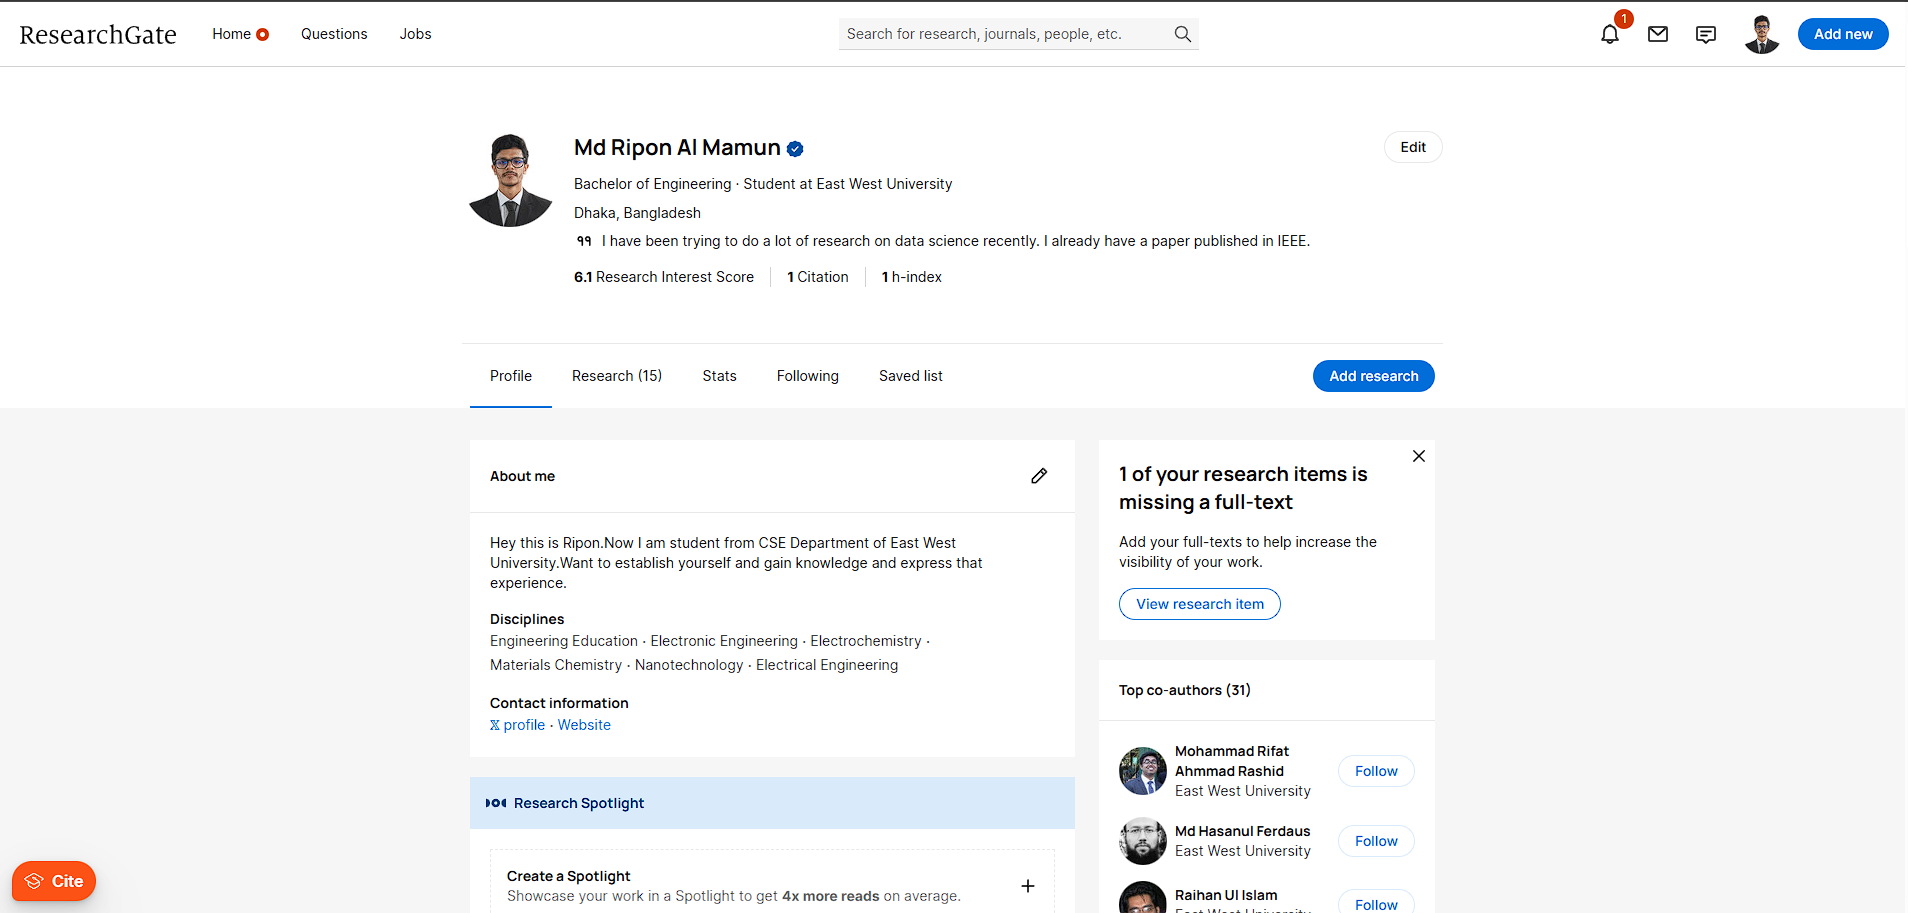 ResearchGate
Home
Questions
Jobs
Search for research, journals, people, etc.
1
Add new
Md Ripon Al Mamun
Edit
Bachelor of Engineering · Student at East West University
Dhaka, Bangladesh
I have been trying to do a lot of research on data science recently. I already have a paper published in IEEE.
6.1 Research Interest Score
1 Citation
1 h-index
Profile
Research (15)
Stats
Following
Saved list
Add research
About me
Hey this is Ripon.Now I am student from CSE Department of East West
University.Want to establish yourself and gain knowledge and express that
experience.
Disciplines
Engineering Education · Electronic Engineering · Electrochemistry ·
Materials Chemistry · Nanotechnology · Electrical Engineering
Contact information
𝕏 profile · Website
Research Spotlight
Create a Spotlight
Showcase your work in a Spotlight to get 4x more reads on average.
1 of your research items is
missing a full-text
Add your full-texts to help increase the
visibility of your work.
View research item
Top co-authors (31)
Mohammad Rifat
Ahmmad Rashid
East West University
Follow
Md Hasanul Ferdaus
East West University
Follow
Raihan Ul Islam
East West University
Follow
Cite